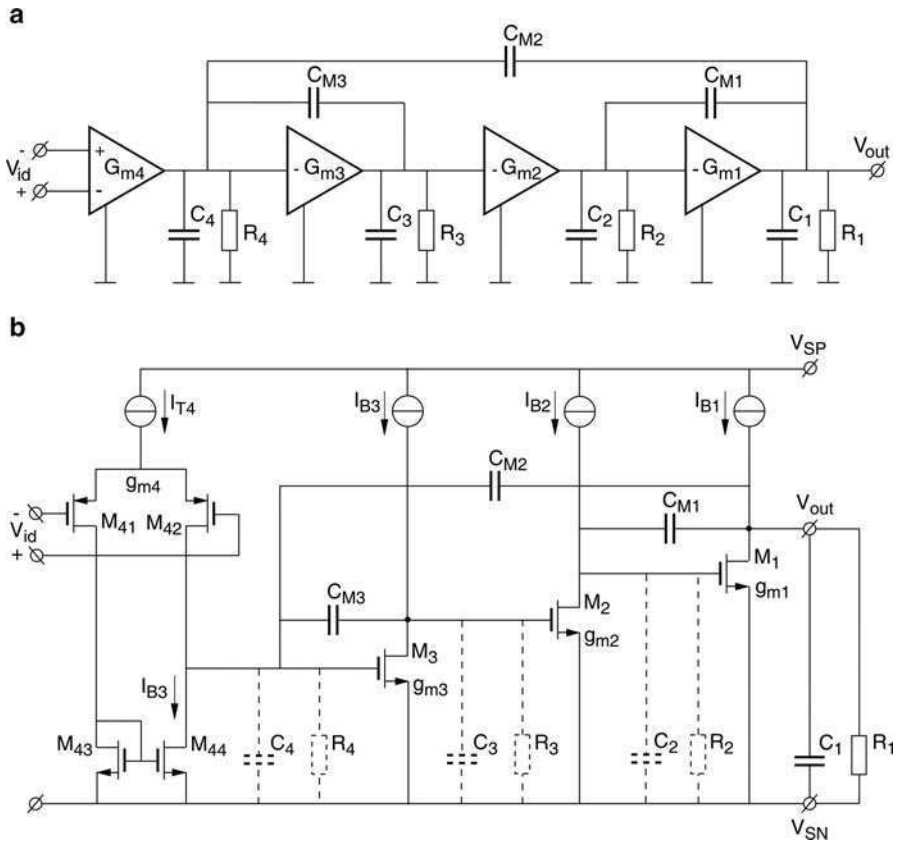 a
C_M2
C_M3
C_M1
-
V_id
+
+
-
G_m4
C_4
R_4
- G_m3
C_3
R_3
- G_m2
C_2
R_2
- G_m1
C_1
R_1
V_out
b
V_SP
I_T4
I_B3
I_B2
I_B1
g_m4
C_M2
-
V_id
+
M_41
M_42
C_M1
V_out
C_M3
M_3
g_m3
M_2
g_m2
M_1
g_m1
I_B3
M_43
M_44
C_4
R_4
C_3
R_3
C_2
R_2
C_1
R_1
V_SN